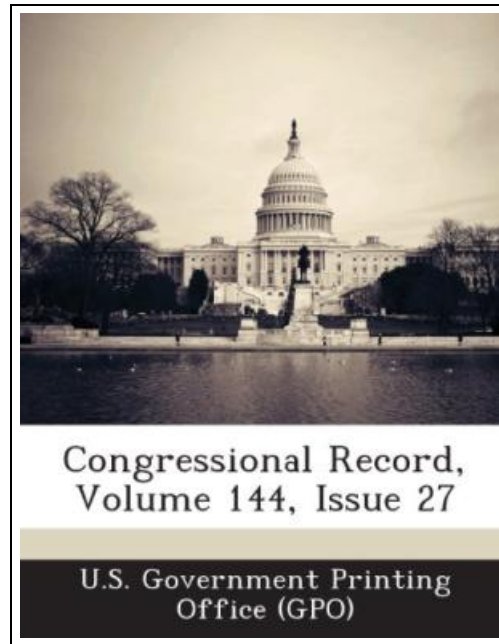 Congressional Record,
Volume 144, Issue 27
U.S. Government Printing
Office (GPO)